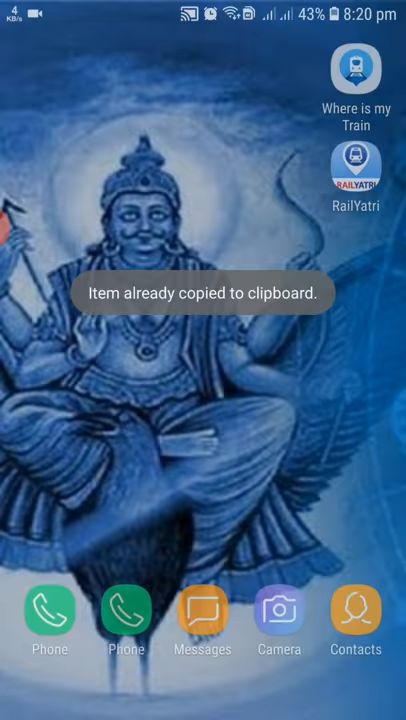 4
KB/s
43%
8:20 pm
Where is my
Train
RAILYATRI
RailYatri
Item already copied to clipboard.
Phone
Phone
Messages
Camera
Contacts